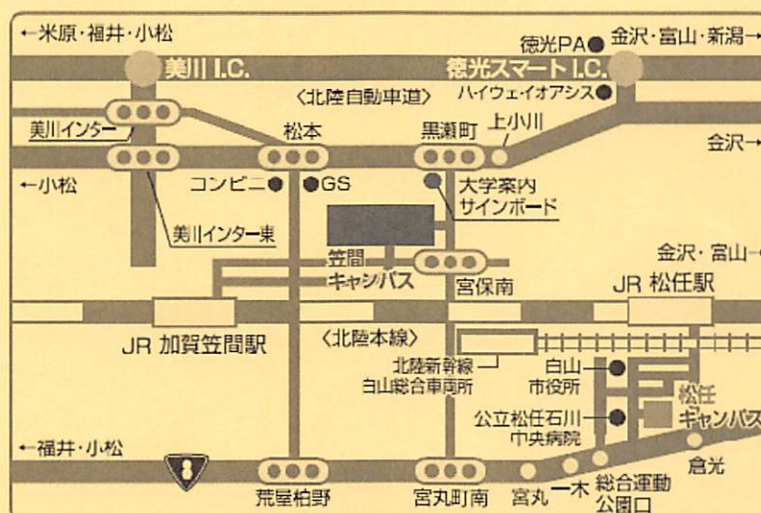 ←米原・福井・小松
徳光PA
金沢・富山・新潟→
美川 I.C.
徳光スマート I.C.
〈北陸自動車道〉
ハイウェイオアシス
美川インター
松本
黒瀬町
上小川
金沢→
←小松
コンビニ
GS
大学案内
サインボード
美川インター東
笠間
キャンパス
宮保南
金沢・富山→
JR 松任駅
JR 加賀笠間駅
〈北陸本線〉
北陸新幹線
白山総合車両所
白山
市役所
松任
キャンパス
公立松任石川
中央病院
←福井・小松
8
荒屋柏野
宮丸町南
宮丸
一木
総合運動
公園口
倉光